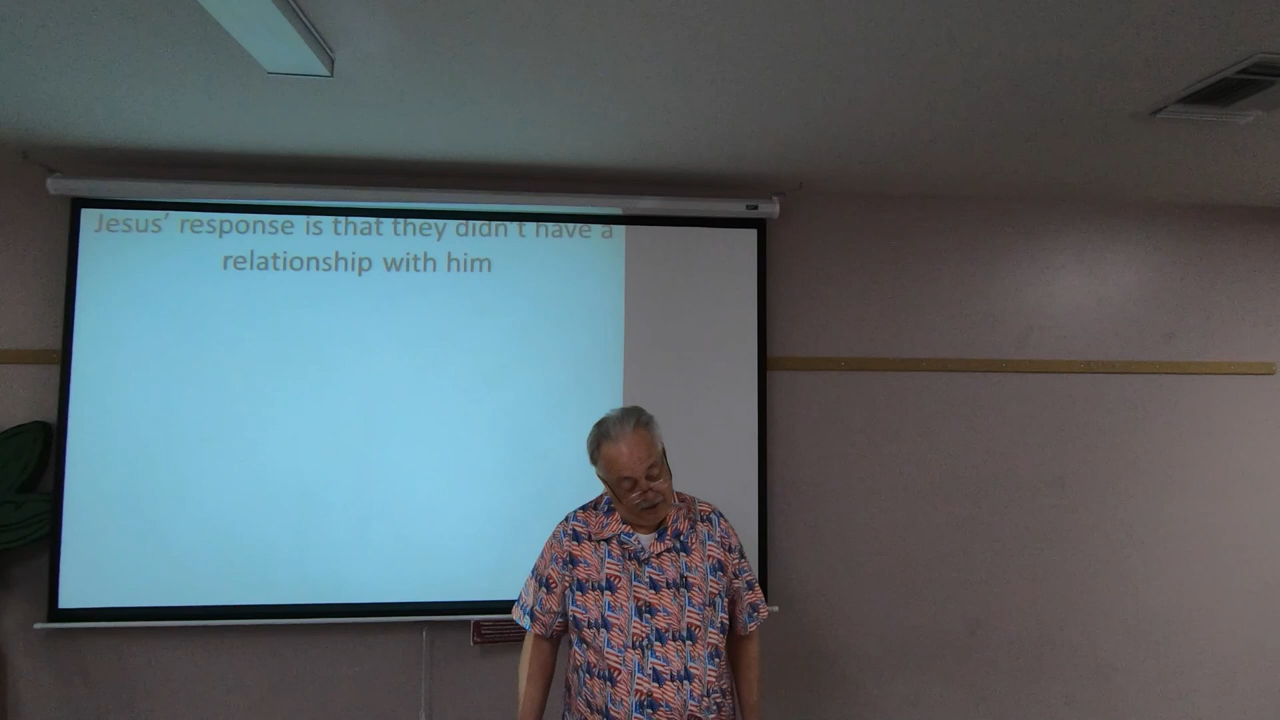 Jesus’ response is that they didn’t have a
relationship with him